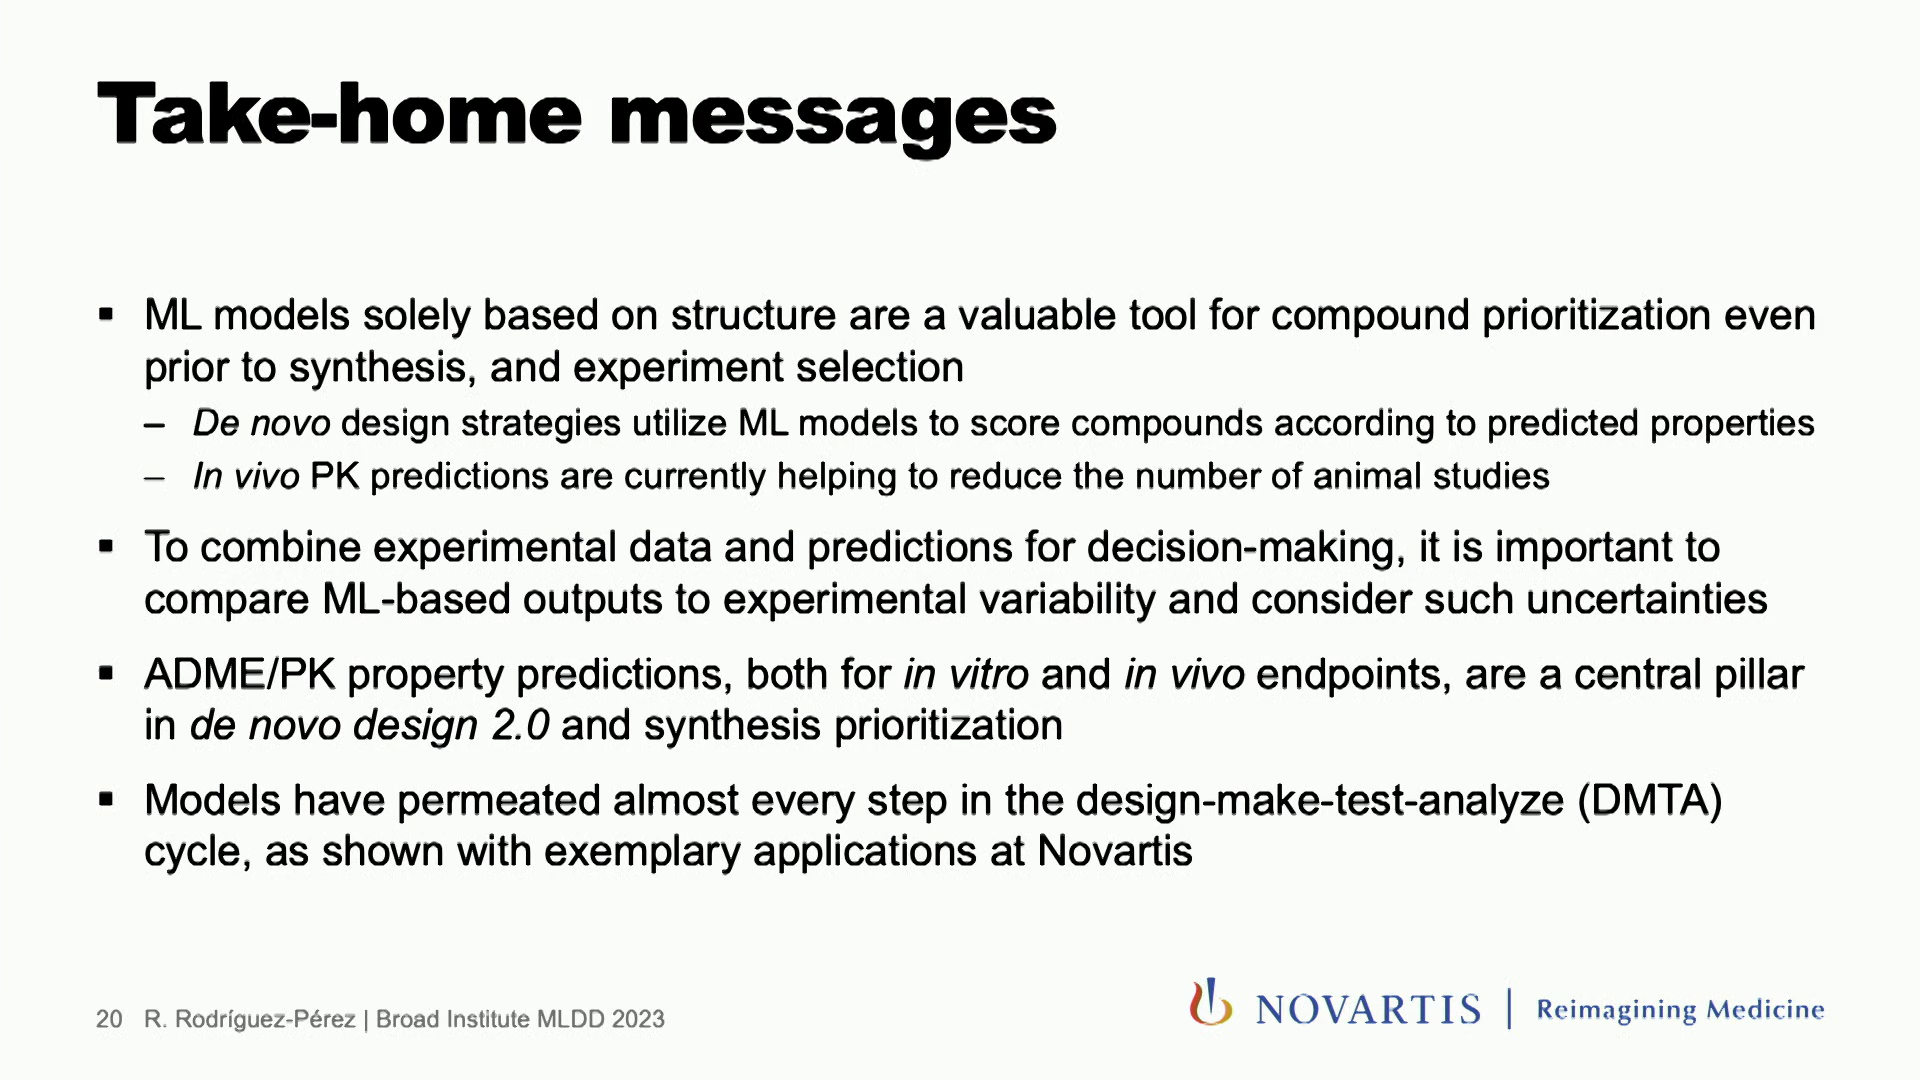 Take-home messages
▪ ML models solely based on structure are a valuable tool for compound prioritization even
prior to synthesis, and experiment selection
– De novo design strategies utilize ML models to score compounds according to predicted properties
– In vivo PK predictions are currently helping to reduce the number of animal studies
▪ To combine experimental data and predictions for decision-making, it is important to
compare ML-based outputs to experimental variability and consider such uncertainties
▪ ADME/PK property predictions, both for in vitro and in vivo endpoints, are a central pillar
in de novo design 2.0 and synthesis prioritization
▪ Models have permeated almost every step in the design-make-test-analyze (DMTA)
cycle, as shown with exemplary applications at Novartis
20 R. Rodríguez-Pérez | Broad Institute MLDD 2023
NOVARTIS | Reimagining Medicine